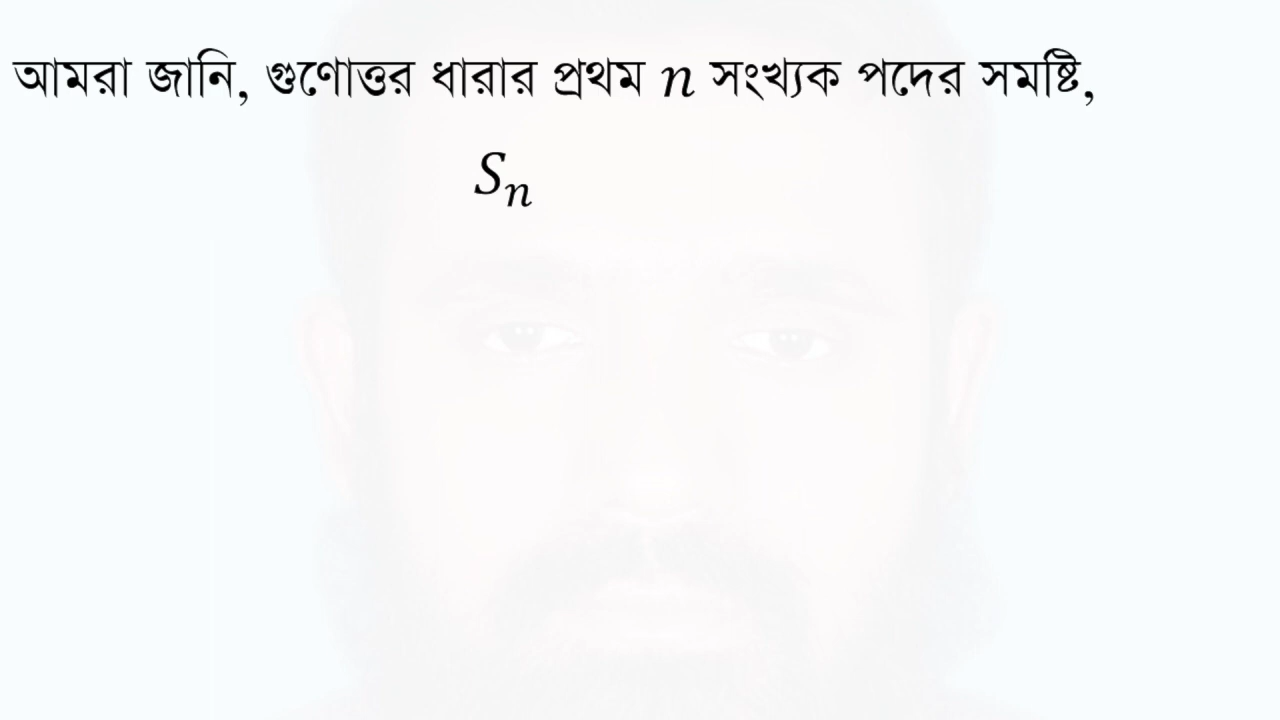 আমরা জানি, গুণোত্তর ধারার প্রথম n সংখ্যক পদের সমষ্টি,
Sₙ